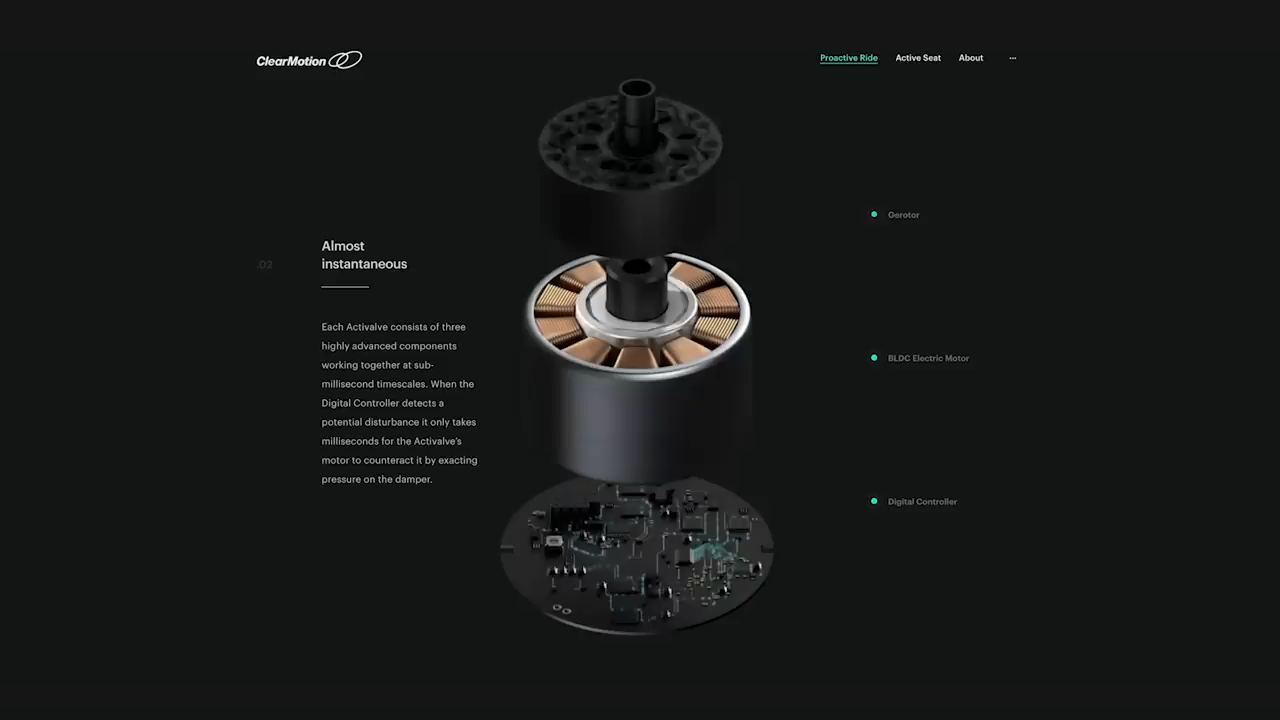 ClearMotion
Proactive Ride
Active Seat
About
...
.02
Almost
instantaneous
Each Activalve consists of three
highly advanced components
working together at sub-
millisecond timescales. When the
Digital Controller detects a
potential disturbance it only takes
milliseconds for the Activalve's
motor to counteract it by exacting
pressure on the damper.
Gerotor
BLDC Electric Motor
Digital Controller